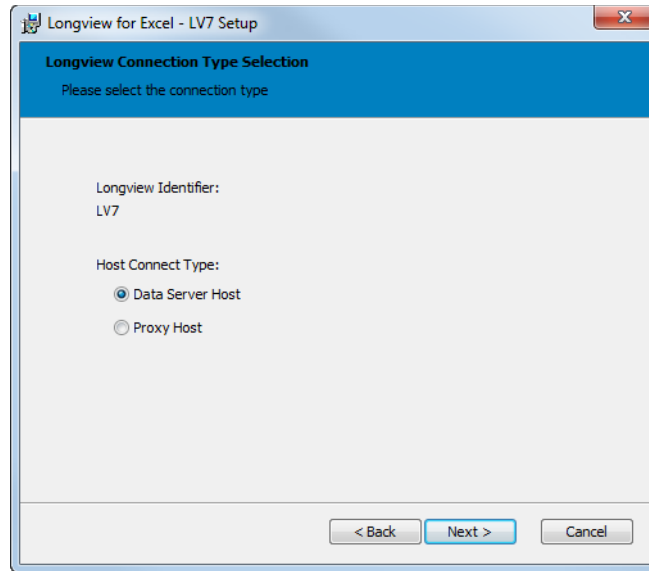 Longview for Excel - LV7 Setup
Longview Connection Type Selection
Please select the connection type
Longview Identifier:
LV7
Host Connect Type:
Data Server Host
Proxy Host
< Back Next > Cancel